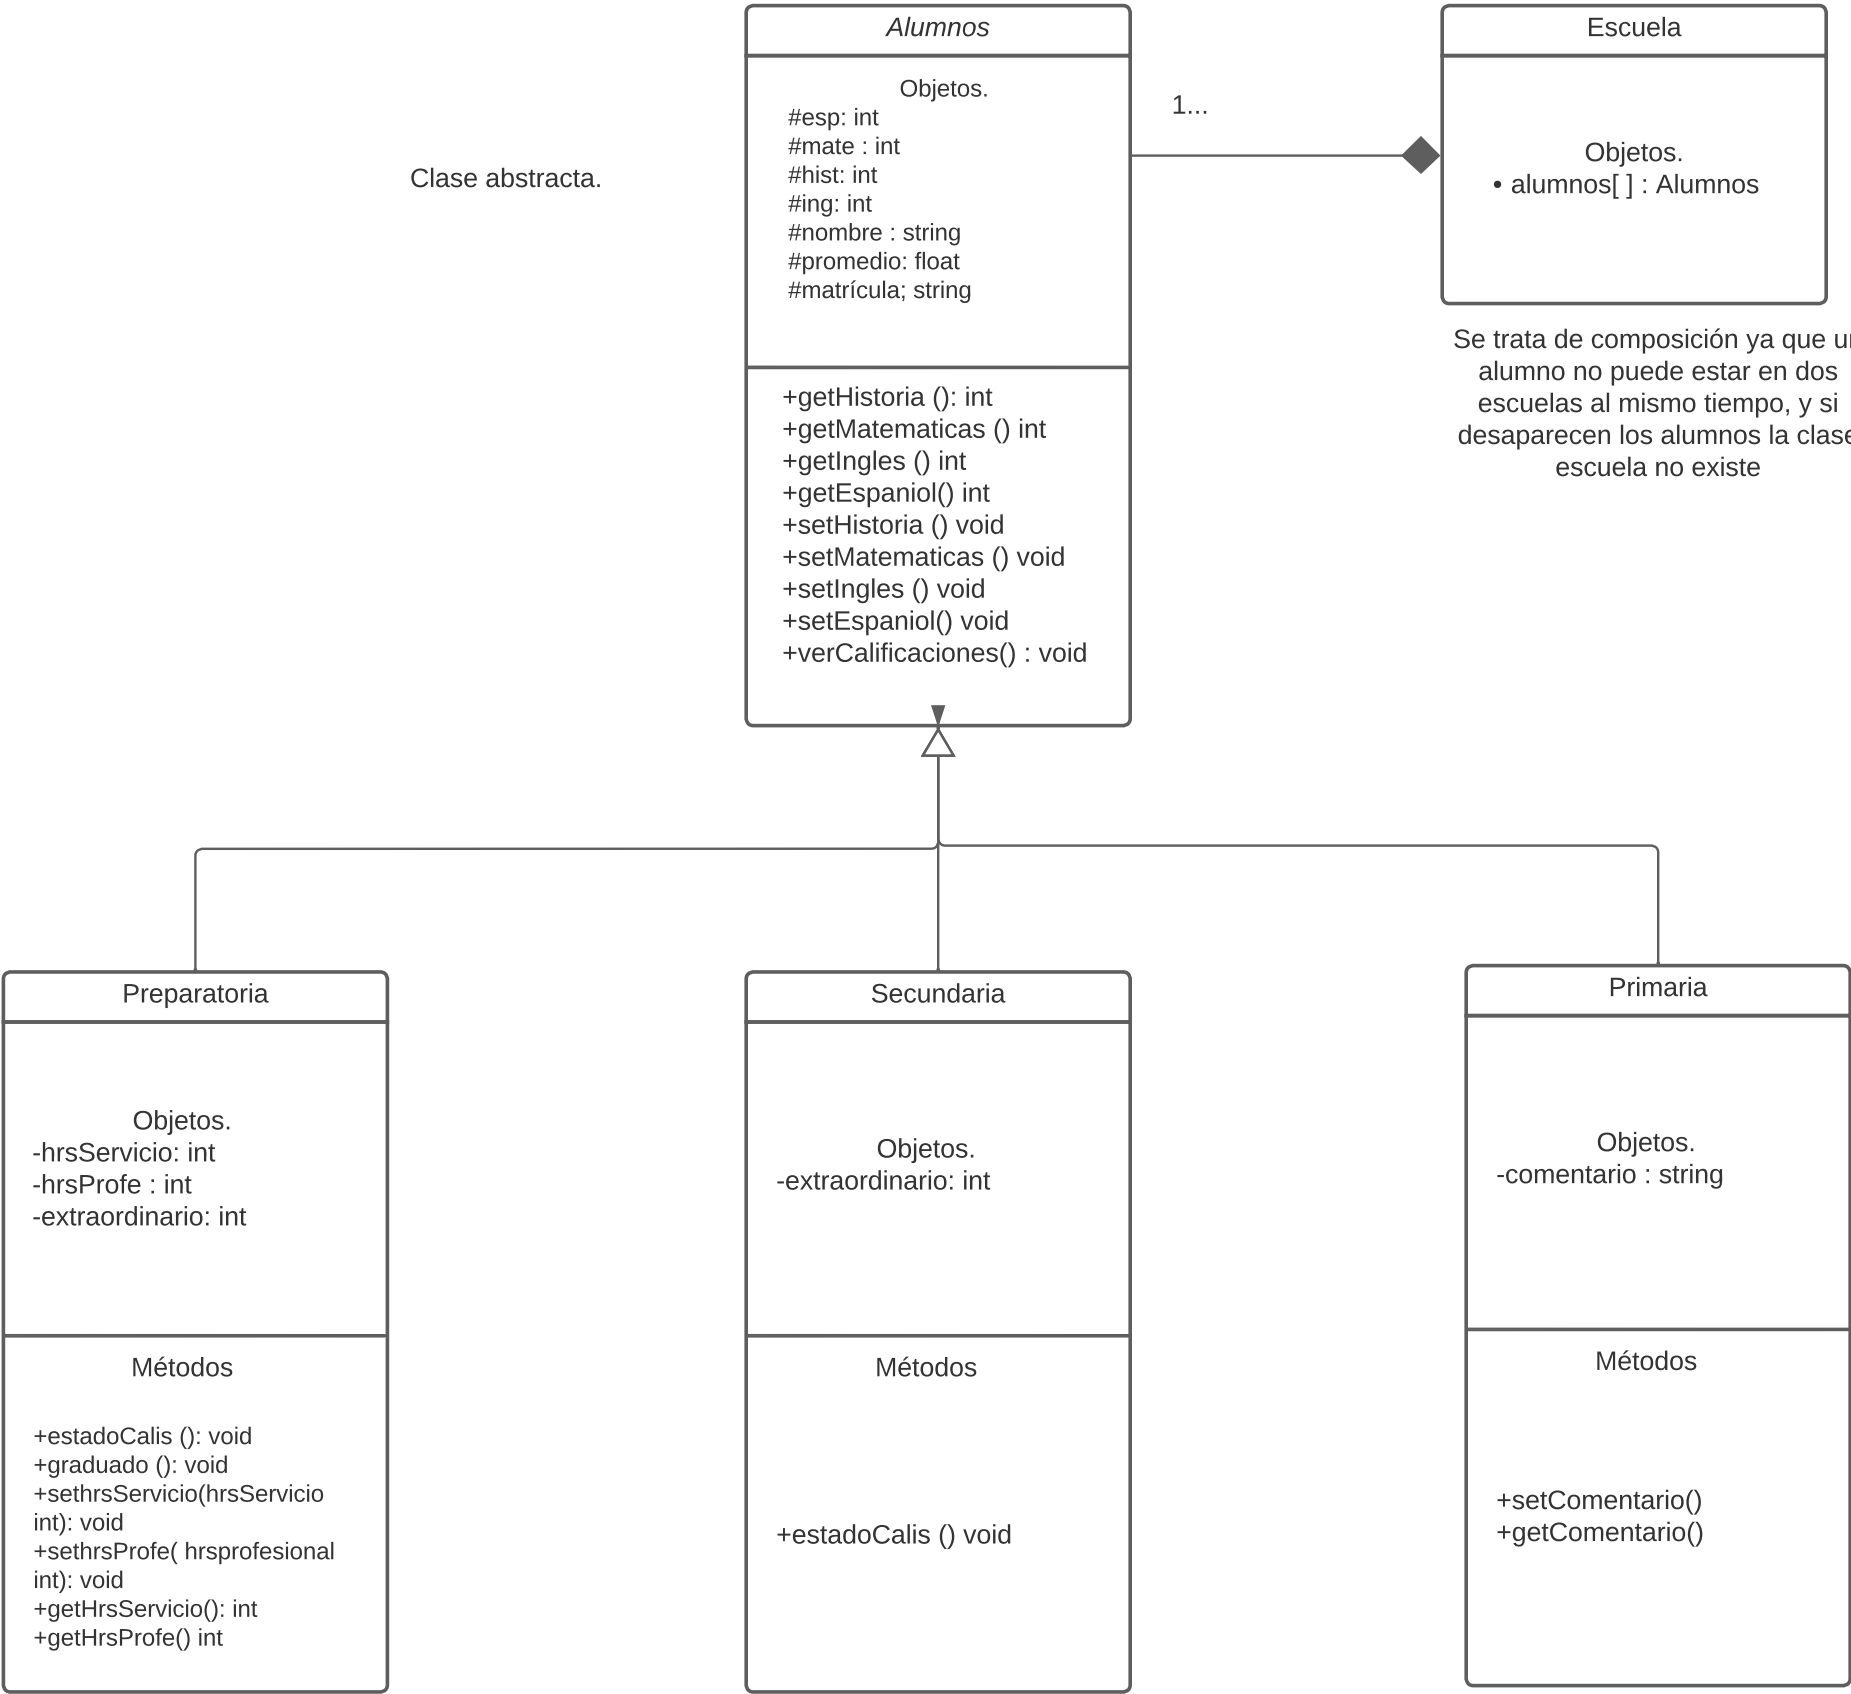 Alumnos
Objetos.
#esp: int
#mate : int
#hist: int
#ing: int
#nombre : string
#promedio: float
#matrícula; string
+getHistoria (): int
+getMatematicas () int
+getIngles () int
+getEspaniol() int
+setHistoria () void
+setMatematicas () void
+setIngles () void
+setEspaniol() void
+verCalificaciones() : void
Clase abstracta.
1...
Escuela
Objetos.
• alumnos[ ] : Alumnos
Se trata de composición ya que
alumno no puede estar en dos
escuelas al mismo tiempo, y si
desaparecen los alumnos la clase
escuela no existe
Preparatoria
Objetos.
-hrsServicio: int
-hrsProfe : int
-extraordinario: int
Métodos
+estadoCalis (): void
+graduado (): void
+sethrsServicio(hrsServicio
int): void
+sethrsProfe( hrsprofesional
int): void
+getHrsServicio(): int
+getHrsProfe() int
Secundaria
Objetos.
-extraordinario: int
Métodos
+estadoCalis () void
Primaria
Objetos.
-comentario : string
Métodos
+setComentario()
+getComentario()